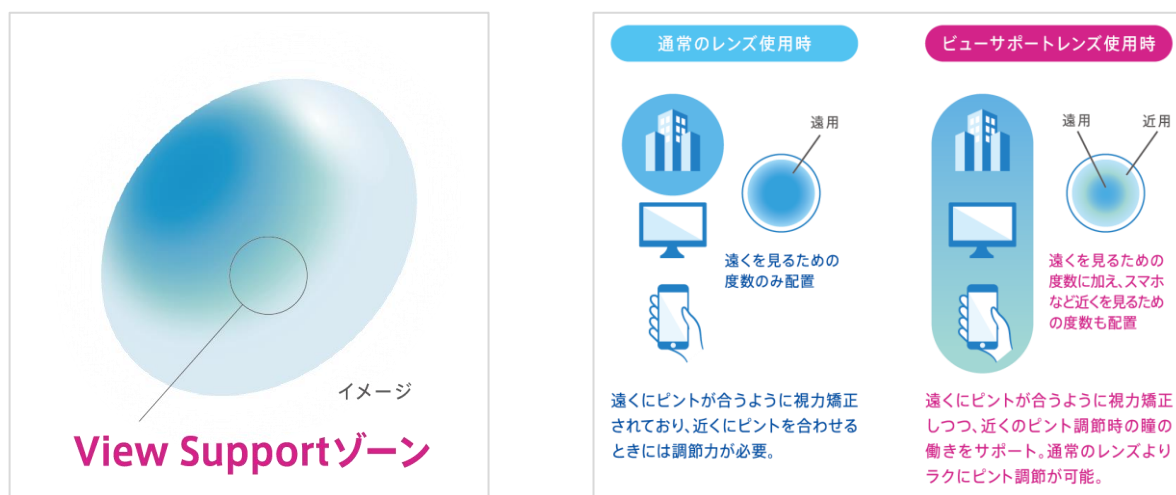 イメージ
View Supportゾーン
通常のレンズ使用時
遠用
遠くを見るための
度数のみ配置
遠くにピントが合うように視力矯正
されており、近くにピントを合わせる
ときには調節力が必要。
ビューサポートレンズ使用時
遠用 近用
遠くを見るための
度数に加え、スマホ
など近くを見るため
の度数も配置
遠くにピントが合うように視力矯正
しつつ、近くのピント調節時の瞳の
働きをサポート。通常のレンズより
ラクにピント調節が可能。